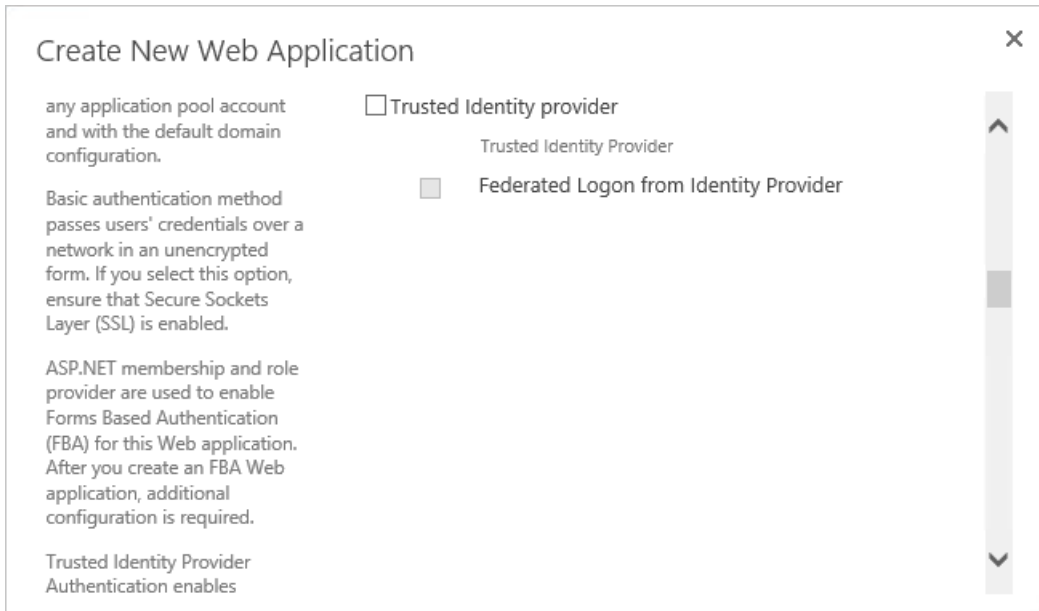 Create New Web Application
any application pool account
and with the default domain
configuration.
Basic authentication method
passes users' credentials over a
network in an unencrypted
form. If you select this option,
ensure that Secure Sockets
Layer (SSL) is enabled.
ASP.NET membership and role
provider are used to enable
Forms Based Authentication
(FBA) for this Web application.
After you create an FBA Web
application, additional
configuration is required.
Trusted Identity Provider
Authentication enables
Trusted Identity provider
Trusted Identity Provider
Federated Logon from Identity Provider